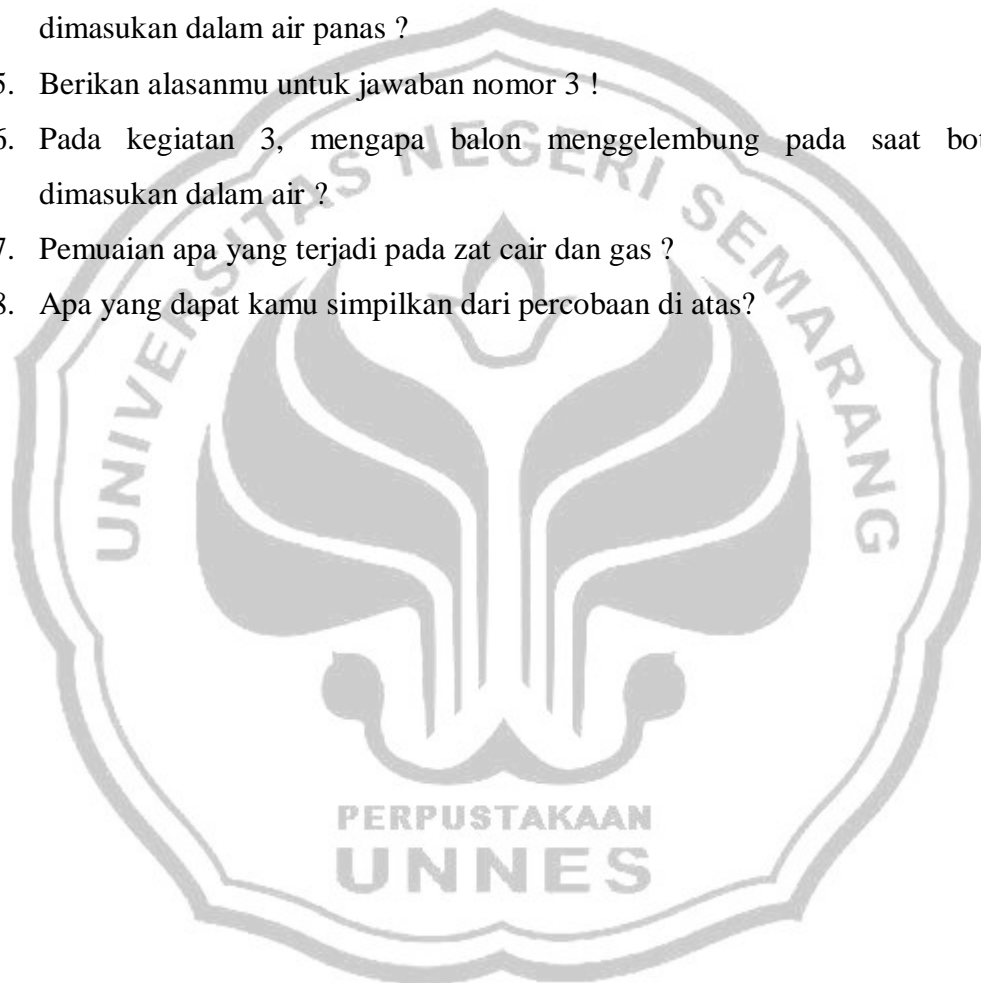 dimasukan dalam air panas ?
5. Berikan alasanmu untuk jawaban nomor 3 !
6. Pada kegiatan 3, mengapa balon menggelembung pada saat bot
dimasukan dalam air ?
7. Pemuaian apa yang terjadi pada zat cair dan gas ?
8. Apa yang dapat kamu simpilkan dari percobaan di atas?
UNIVERSITAS NEGERI SEMARANG
PERPUSTAKAAN
UNNES